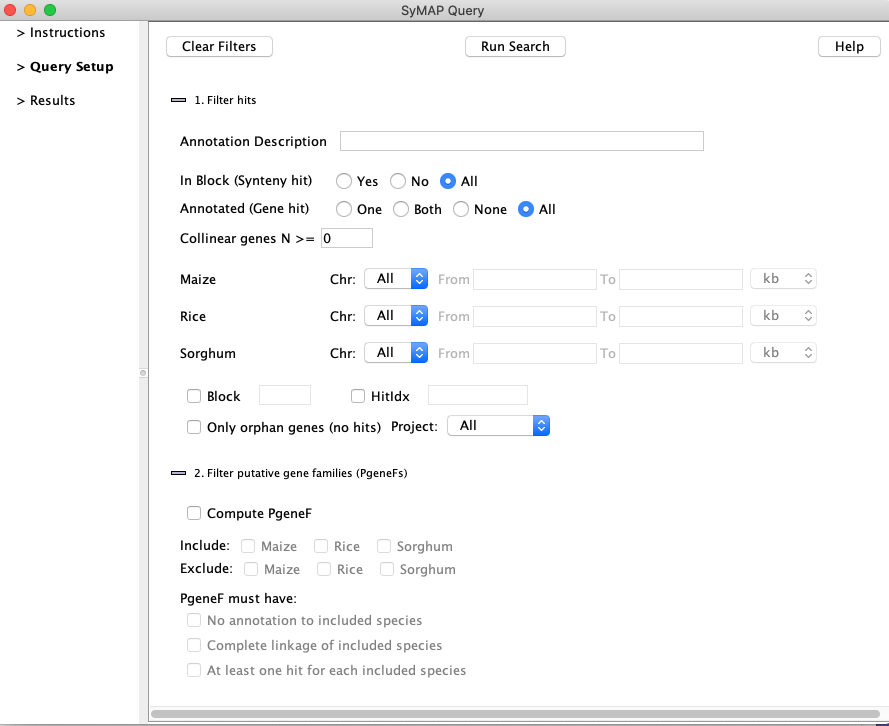 SyMAP Query
> Instructions
> Query Setup
> Results
Clear Filters Run Search Help
1. Filter hits
Annotation Description
In Block (Synteny hit) Yes No All
Annotated (Gene hit) One Both None All
Collinear genes N >= 0
Maize Chr: All From To kb
Rice Chr: All From To kb
Sorghum Chr: All From To kb
Block HitIdx
Only orphan genes (no hits) Project: All
2. Filter putative gene families (PgeneFs)
Compute PgeneF
Include: Maize Rice Sorghum
Exclude: Maize Rice Sorghum
PgeneF must have:
No annotation to included species
Complete linkage of included species
At least one hit for each included species